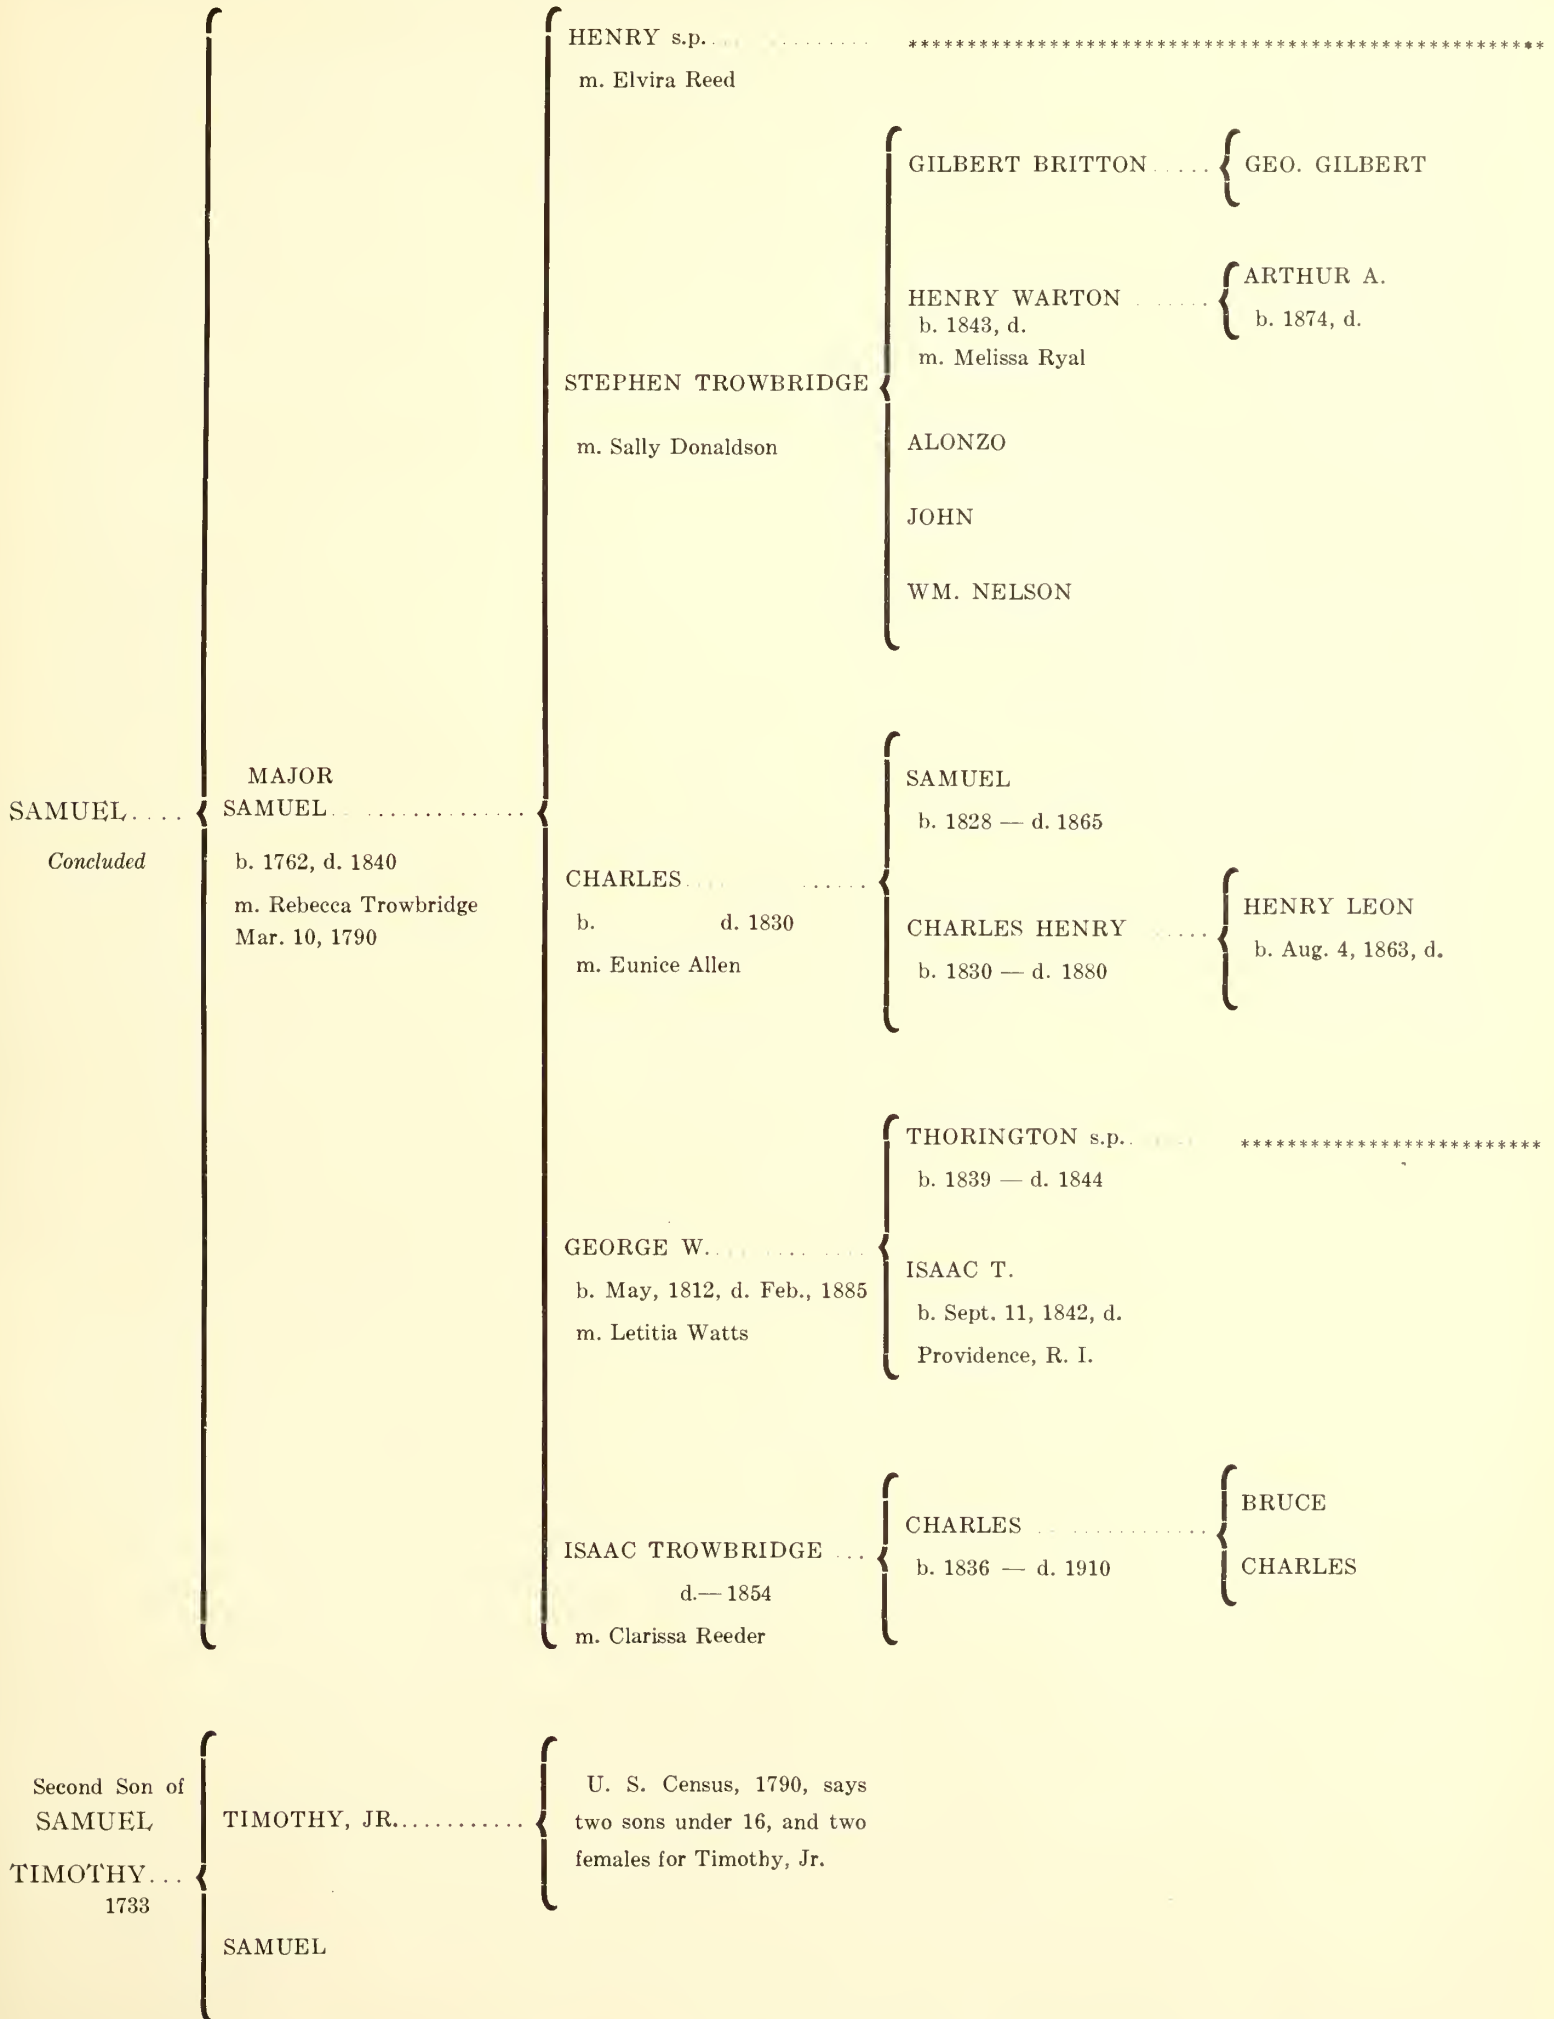 HENRY s.p. .......... ******************************************************
m. Elvira Reed
GILBERT BRITTON ..... GEO. GILBERT
HENRY WARTON ......
b. 1843, d.
m. Melissa Ryal
ARTHUR A.
b. 1874, d.
STEPHEN TROWBRIDGE
m. Sally Donaldson
ALONZO
JOHN
WM. NELSON
SAMUEL ....
Concluded
MAJOR
SAMUEL ...............
b. 1762, d. 1840
m. Rebecca Trowbridge
Mar. 10, 1790
CHARLES ......
b. d. 1830
m. Eunice Allen
SAMUEL
b. 1828 — d. 1865
CHARLES HENRY ....
b. 1830 — d. 1880
HENRY LEON
b. Aug. 4, 1863, d.
GEORGE W. ........
b. May, 1812, d. Feb., 1885
m. Letitia Watts
THORINGTON s.p. .. **************************
b. 1839 — d. 1844
ISAAC T.
b. Sept. 11, 1842, d.
Providence, R. I.
ISAAC TROWBRIDGE ...
d.— 1854
m. Clarissa Reeder
CHARLES ..............
b. 1836 — d. 1910
BRUCE
CHARLES
Second Son of
SAMUEL
TIMOTHY...
1733
TIMOTHY, JR............
U. S. Census, 1790, says
two sons under 16, and two
females for Timothy, Jr.
SAMUEL